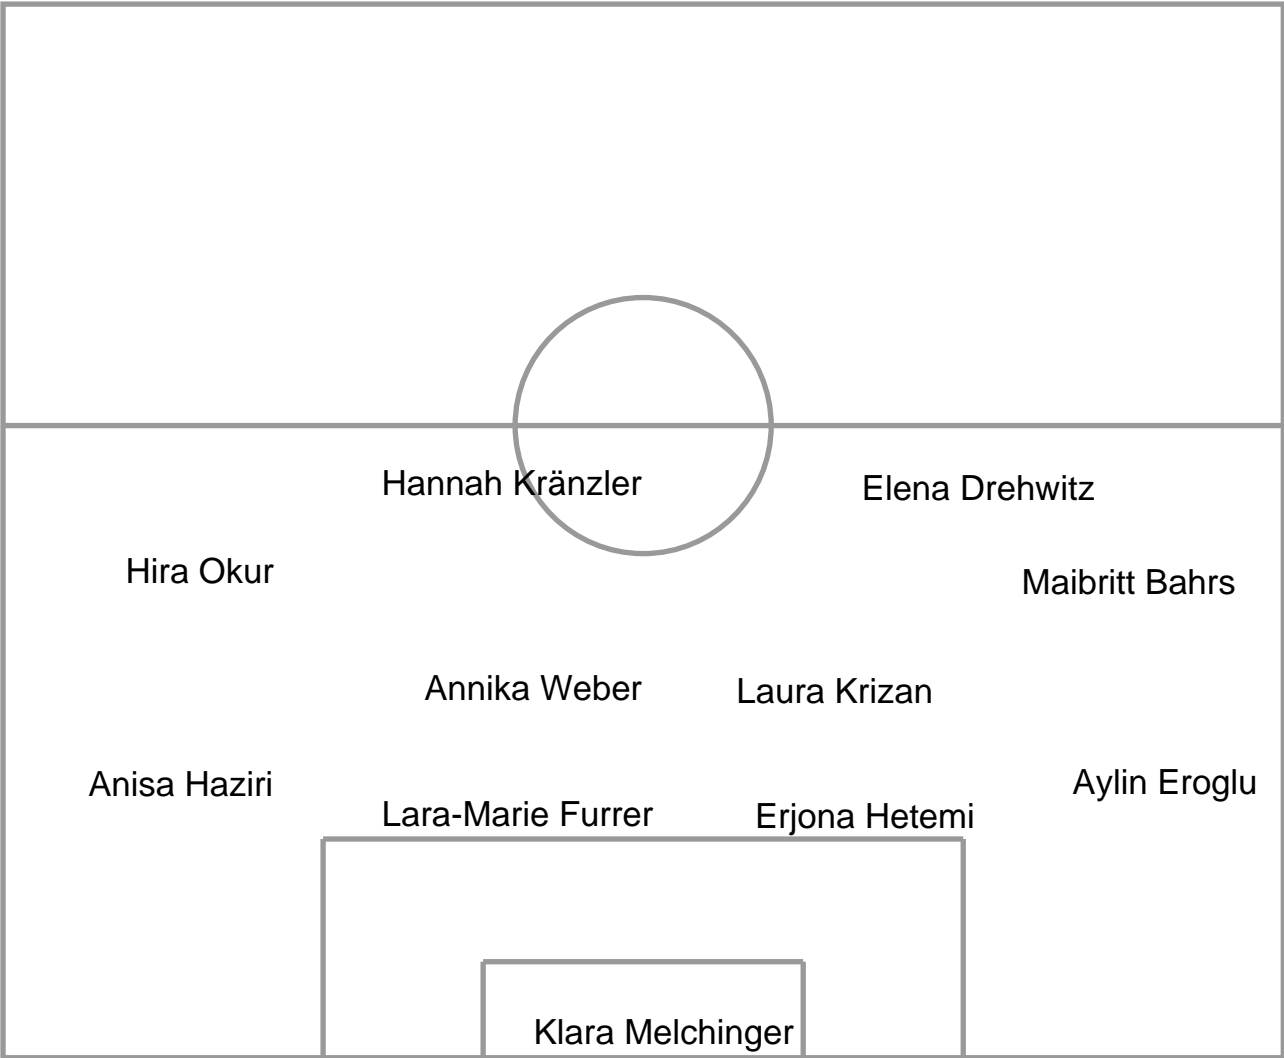 Hannah Kränzler
Elena Drehwitz
Hira Okur
Maibritt Bahrs
Annika Weber
Laura Krizan
Anisa Haziri
Aylin Eroglu
Lara-Marie Furrer
Erjona Hetemi
Klara Melchinger